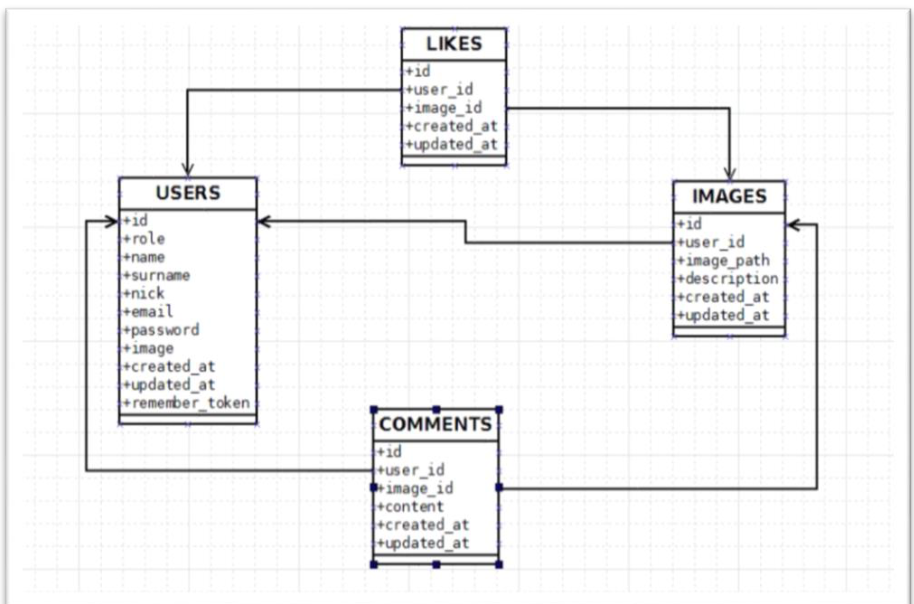 LIKES
+id
+user_id
+image_id
+created_at
+updated_at
USERS
+id
+role
+name
+surname
+nick
+email
+password
+image
+created_at
+updated_at
+remember_token
IMAGES
+id
+user_id
+image_path
+description
+created_at
+updated_at
COMMENTS
+id
+user_id
+image_id
+content
+created_at
+updated_at